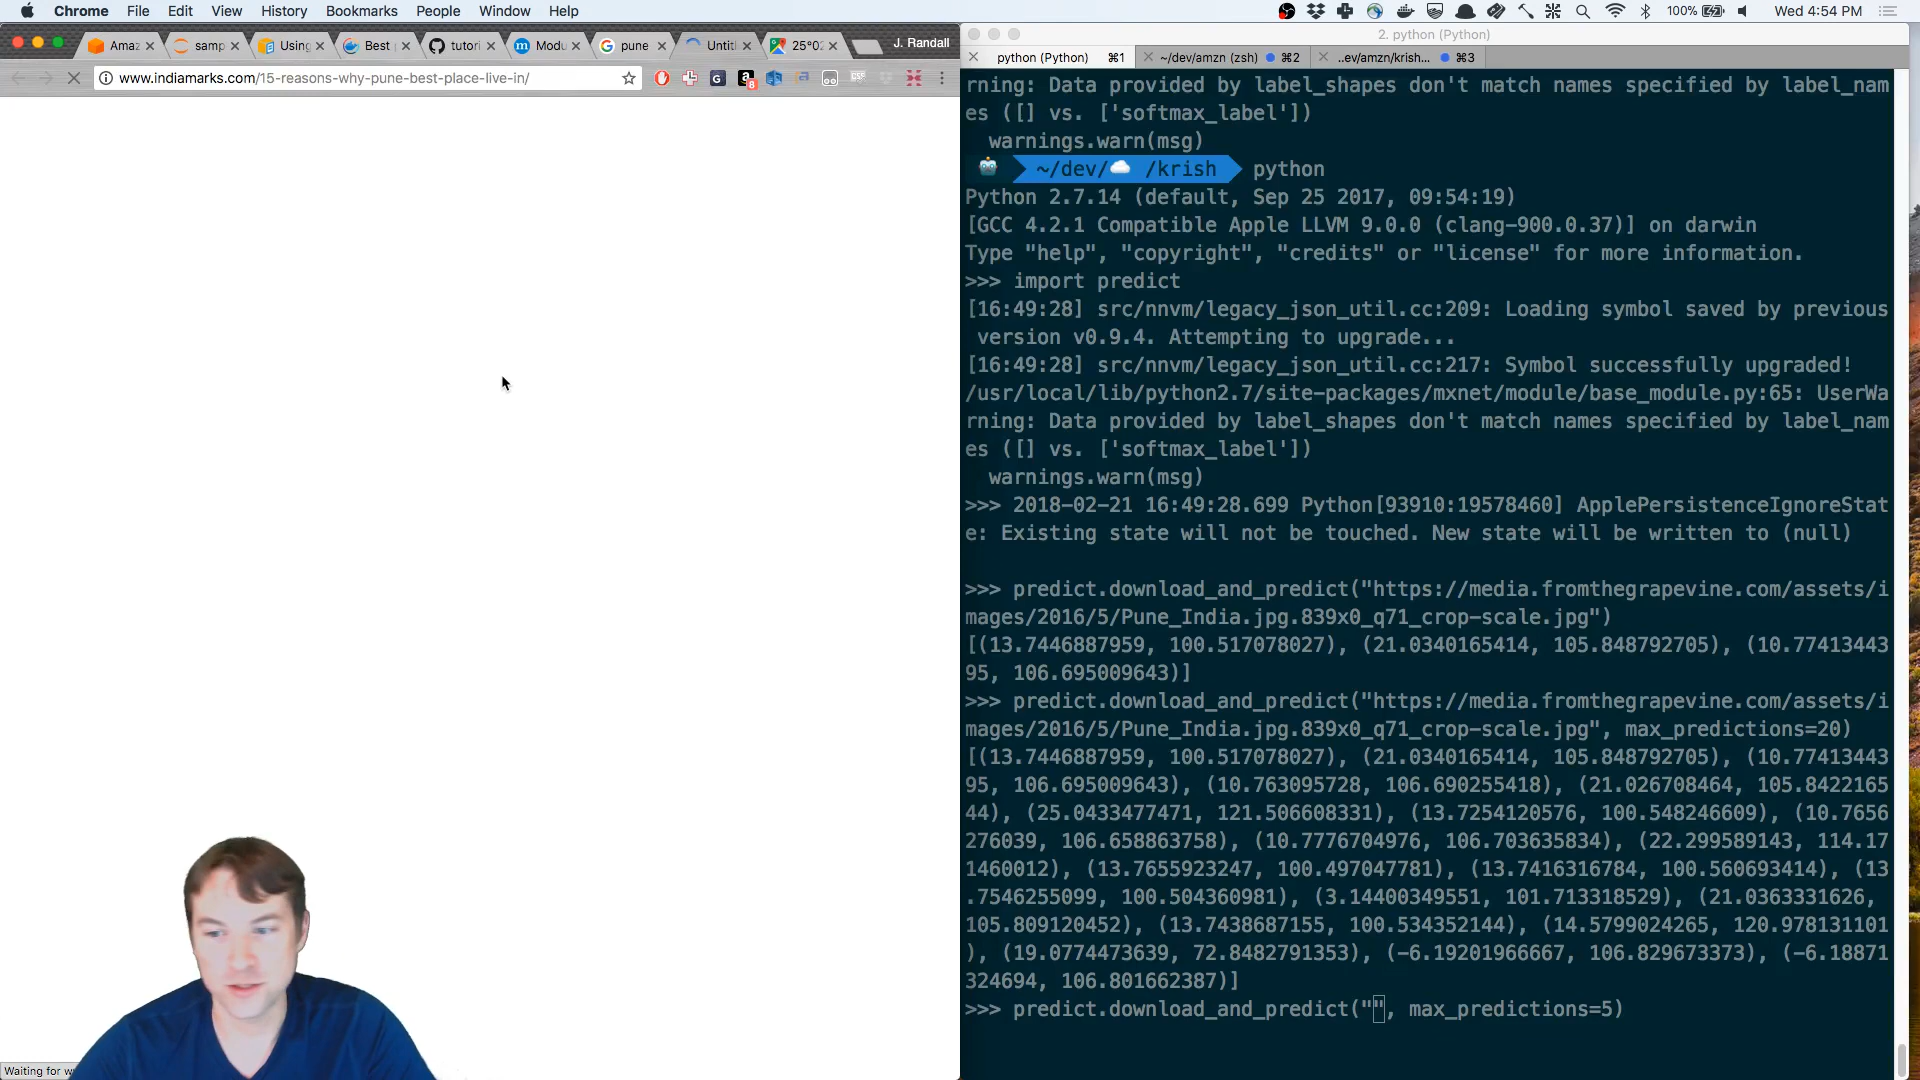 Chrome File Edit View History Bookmarks People Window Help
100% Wed 4:54 PM
Amaz samp Using Best tutori Modu pune Untitl 25°02 J. Randall
www.indiamarks.com/15-reasons-why-pune-best-place-live-in/
Waiting for w
2. python (Python)
python (Python) ⌘1 ~/dev/amzn (zsh) ⌘2 ..ev/amzn/krish... ⌘3
rning: Data provided by label_shapes don't match names specified by label_nam
es ([] vs. ['softmax_label'])
warnings.warn(msg)
~/dev/☁️ /krish python
Python 2.7.14 (default, Sep 25 2017, 09:54:19)
[GCC 4.2.1 Compatible Apple LLVM 9.0.0 (clang-900.0.37)] on darwin
Type "help", "copyright", "credits" or "license" for more information.
>>> import predict
[16:49:28] src/nnvm/legacy_json_util.cc:209: Loading symbol saved by previous
version v0.9.4. Attempting to upgrade...
[16:49:28] src/nnvm/legacy_json_util.cc:217: Symbol successfully upgraded!
/usr/local/lib/python2.7/site-packages/mxnet/module/base_module.py:65: UserWa
rning: Data provided by label_shapes don't match names specified by label_nam
es ([] vs. ['softmax_label'])
warnings.warn(msg)
>>> 2018-02-21 16:49:28.699 Python[93910:19578460] ApplePersistenceIgnoreStat
e: Existing state will not be touched. New state will be written to (null)
>>> predict.download_and_predict("https://media.fromthegrapevine.com/assets/i
mages/2016/5/Pune_India.jpg.839x0_q71_crop-scale.jpg")
[(13.7446887959, 100.517078027), (21.0340165414, 105.848792705), (10.77413443
95, 106.695009643)]
>>> predict.download_and_predict("https://media.fromthegrapevine.com/assets/i
mages/2016/5/Pune_India.jpg.839x0_q71_crop-scale.jpg", max_predictions=20)
[(13.7446887959, 100.517078027), (21.0340165414, 105.848792705), (10.77413443
95, 106.695009643), (10.763095728, 106.690255418), (21.026708464, 105.8422165
44), (25.0433477471, 121.506608331), (13.7254120576, 100.548246609), (10.7656
276039, 106.658863758), (10.7776704976, 106.703635834), (22.299589143, 114.17
1460012), (13.7655923247, 100.497047781), (13.7416316784, 100.560693414), (13
.7546255099, 100.504360981), (3.14400349551, 101.713318529), (21.0363331626,
105.809120452), (13.7438687155, 100.534352144), (14.5799024265, 120.978131101
), (19.0774473639, 72.8482791353), (-6.19201966667, 106.829673373), (-6.18871
324694, 106.801662387)]
>>> predict.download_and_predict("", max_predictions=5)